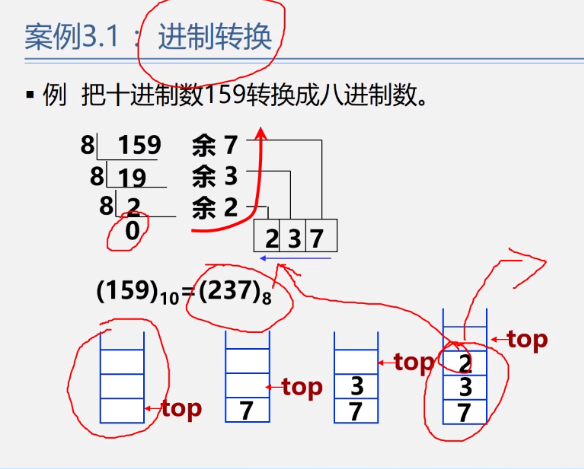 案例3.1 : 进制转换
▪ 例 把十进制数159转换成八进制数。
8 159 余 7
8 19 余 3
8 2 余 2
0
2 3 7
(159)10=(237)8
top
7 top
3 7 top
2 3 7 top